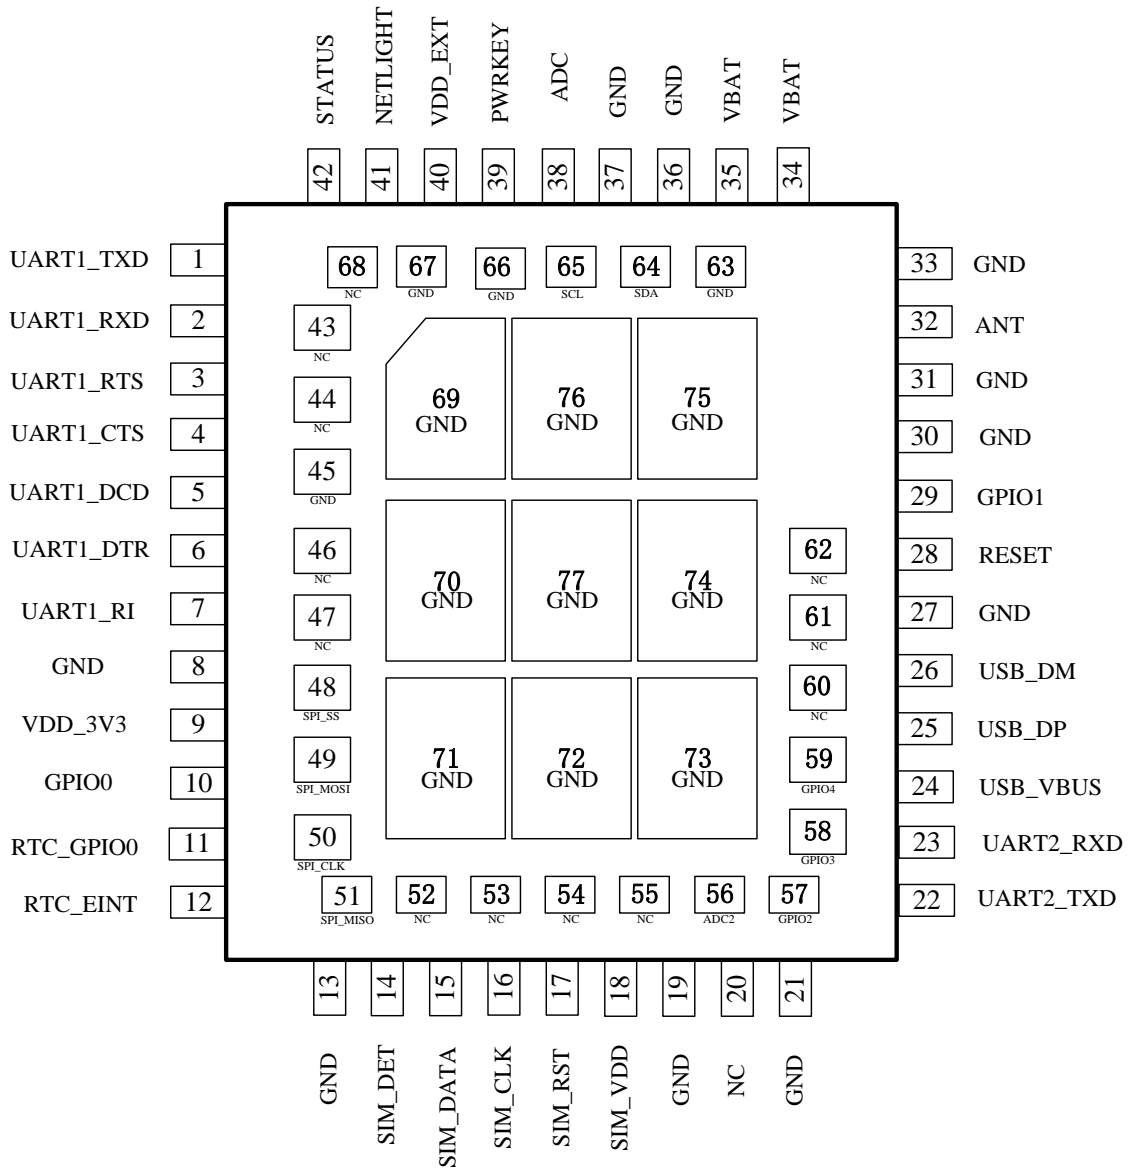 STATUS
NETLIGHT
VDD_EXT
PWRKEY
ADC
GND
GND
VBAT
VBAT
42
41
40
39
38
37
36
35
34
UART1_TXD 1
UART1_RXD 2
UART1_RTS 3
UART1_CTS 4
UART1_DCD 5
UART1_DTR 6
UART1_RI 7
GND 8
VDD_3V3 9
GPIO0 10
RTC_GPIO0 11
RTC_EINT 12
68 NC
67 GND
66 GND
65 SCL
64 SDA
63 GND
43 NC
44 NC
45 GND
46 NC
47 NC
48 SPI_SS
49 SPI_MOSI
50 SPI_CLK
51 SPI_MISO
52 NC
53 NC
54 NC
55 NC
56 ADC2
57 GPIO2
69 GND
76 GND
75 GND
70 GND
77 GND
74 GND
71 GND
72 GND
73 GND
62 NC
61 NC
60 NC
59 GPIO4
58 GPIO3
33 GND
32 ANT
31 GND
30 GND
29 GPIO1
28 RESET
27 GND
26 USB_DM
25 USB_DP
24 USB_VBUS
23 UART2_RXD
22 UART2_TXD
13
14
15
16
17
18
19
20
21
GND
SIM_DET
SIM_DATA
SIM_CLK
SIM_RST
SIM_VDD
GND
NC
GND